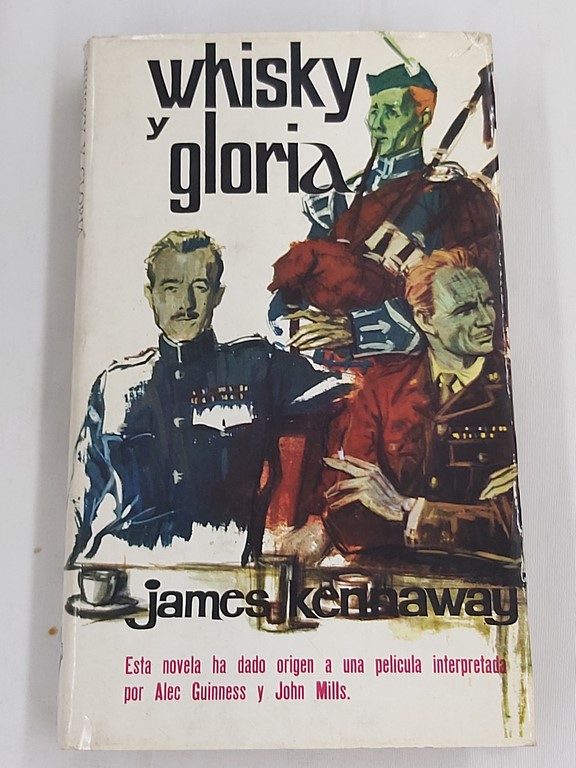 whisky
y
gloria
james kennaway
Esta novela ha dado origen a una película interpretada
por Alec Guinness y John Mills.